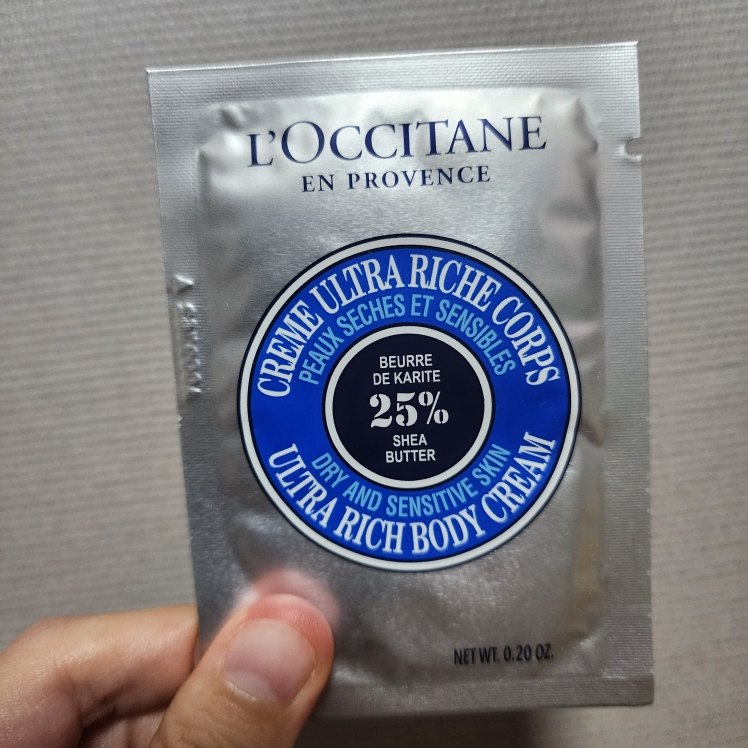 L'OCCITANE
EN PROVENCE
CREME ULTRA RICHE CORPS
PEAUX SECHES ET SENSIBLES
BEURRE
DE KARITE
25%
SHEA
BUTTER
DRY AND SENSITIVE SKIN
ULTRA RICH BODY CREAM
NET WT. 0.20 OZ.